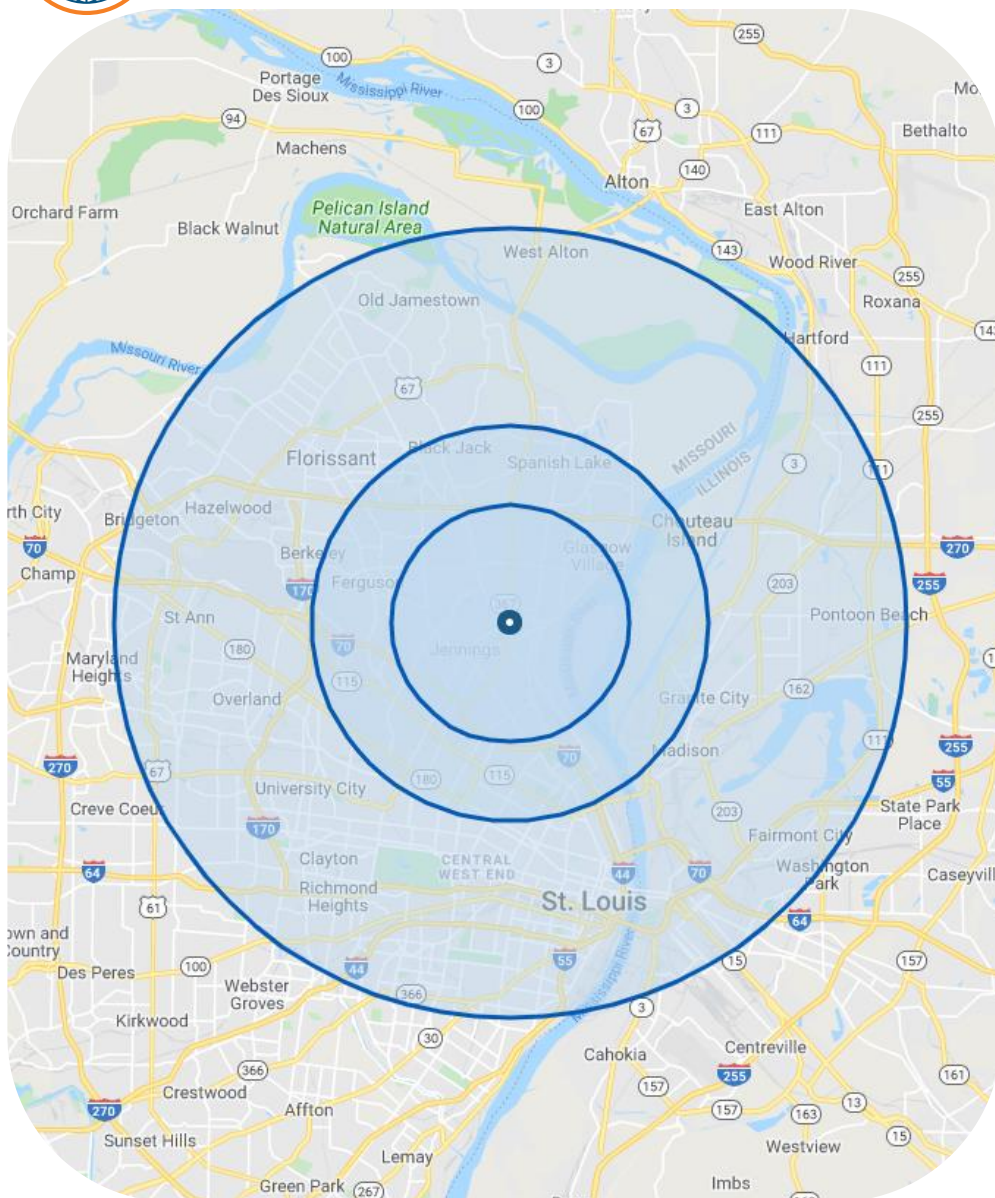 255
100
3
Portage
Des Sioux
Mississippi River
Mo
94
100
3
67
111
Bethalto
Machens
140
Alton
Orchard Farm
Pelican Island
Natural Area
East Alton
Black Walnut
West Alton
143
Wood River
255
Old Jamestown
Roxana
Hartford
143
Missouri River
111
67
255
Black Jack
MISSOURI
ILLINOIS
Florissant
Spanish Lake
3
111
Hazelwood
rth City
Bridgeton
Chouteau
Island
70
Berkeley
Glasgow
Village
270
Champ
Ferguson
170
203
255
367
St Ann
Pontoon Beach
180
70
Jennings
Maryland
Heights
115
162
Overland
Granite City
111
Madison
255
270
67
70
180
115
55
University City
Creve Coeur
203
State Park
Place
170
Fairmont City
Clayton
CENTRAL
WEST END
Washington
Park
64
44
70
Caseyvill
Richmond
Heights
St. Louis
61
64
own and
Country
55
15
157
Des Peres
100
44
Mississippi River
Webster
Groves
366
3
Kirkwood
30
Cahokia
Centreville
366
255
161
157
Crestwood
270
Affton
157
163
13
Sunset Hills
15
Westview
Lemay
Green Park
267
Imbs